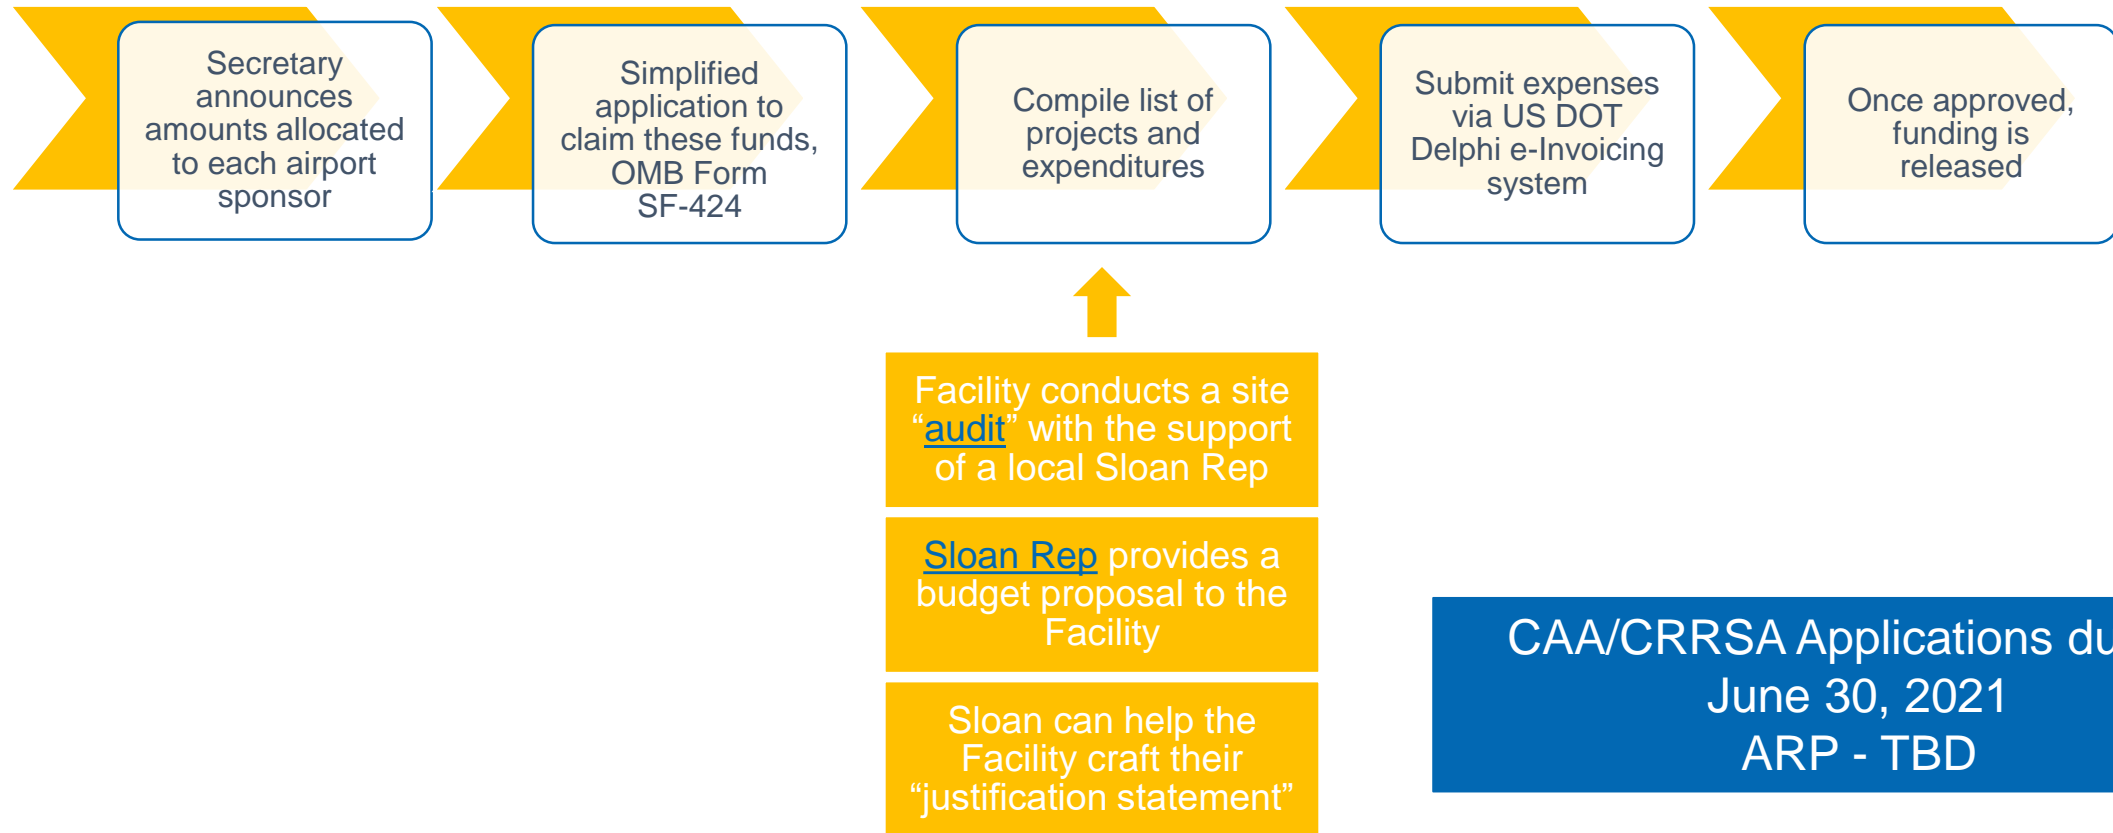 Secretary
announces
amounts allocated
to each airport
sponsor
Simplified
application to
claim these funds,
OMB Form
SF-424
Compile list of
projects and
expenditures
Submit expenses
via US DOT
Delphi e-Invoicing
system
Once approved,
funding is
released
Facility conducts a site
“audit” with the support
of a local Sloan Rep
Sloan Rep provides a
budget proposal to the
Facility
Sloan can help the
Facility craft their
“justification statement”
CAA/CRRSA Applications
June 30, 2021
ARP - TBD